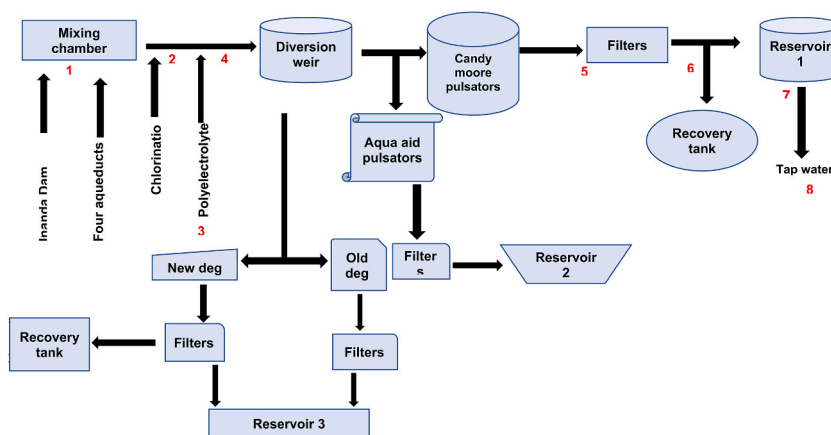 Mixing
chamber
1
2
4
Diversion
weir
Candy
moore
pulsators
5
Filters
6
Reservoir
1
7
Recovery
tank
Tap water
8
Inanda Dam
Four aqueducts
Chlorinatio
Polyelectrolyte
3
Aqua aid
pulsators
New deg
Old
deg
Filter
s
Reservoir
2
Recovery
tank
Filters
Filters
Reservoir 3